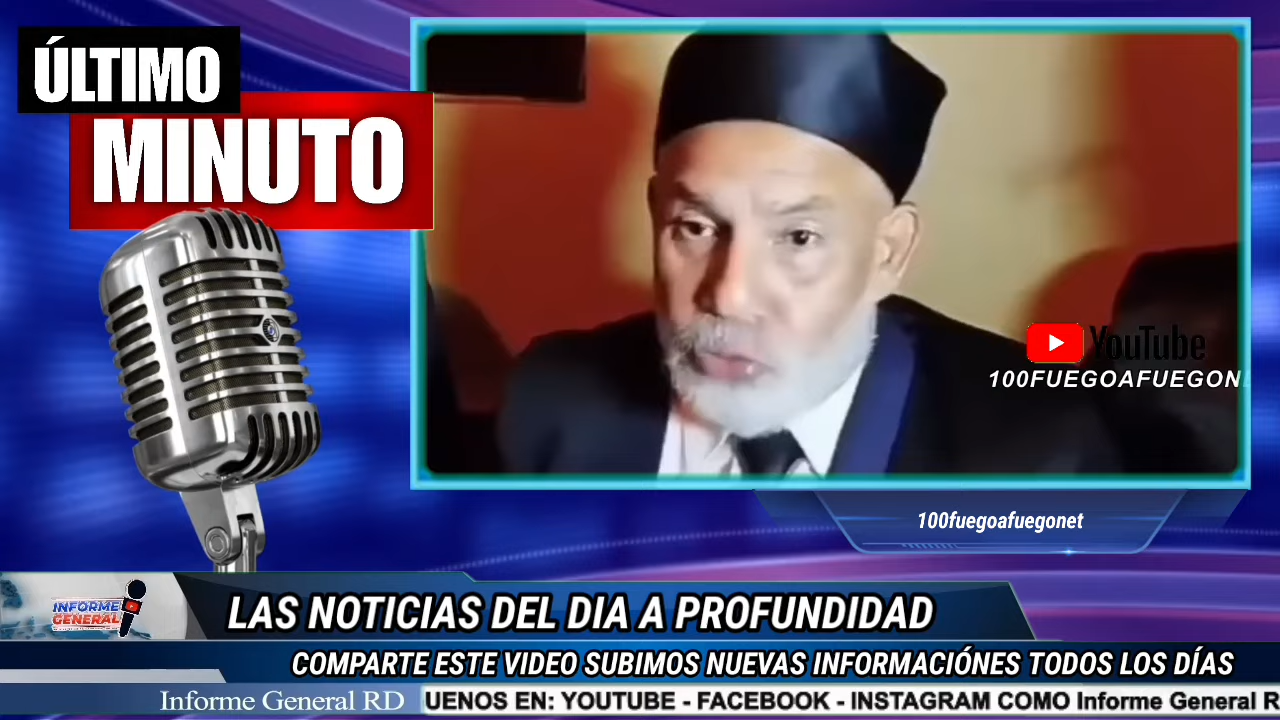 ÚLTIMO
MINUTO
YouTube
100FUEGOAFUEGON
100fuegoafuegonet
INFORME
GENERAL
LAS NOTICIAS DEL DIA A PROFUNDIDAD
COMPARTE ESTE VIDEO SUBIMOS NUEVAS INFORMACIÓNES TODOS LOS DÍAS
Informe General RD
UENOS EN: YOUTUBE - FACEBOOK - INSTAGRAM COMO Informe General R